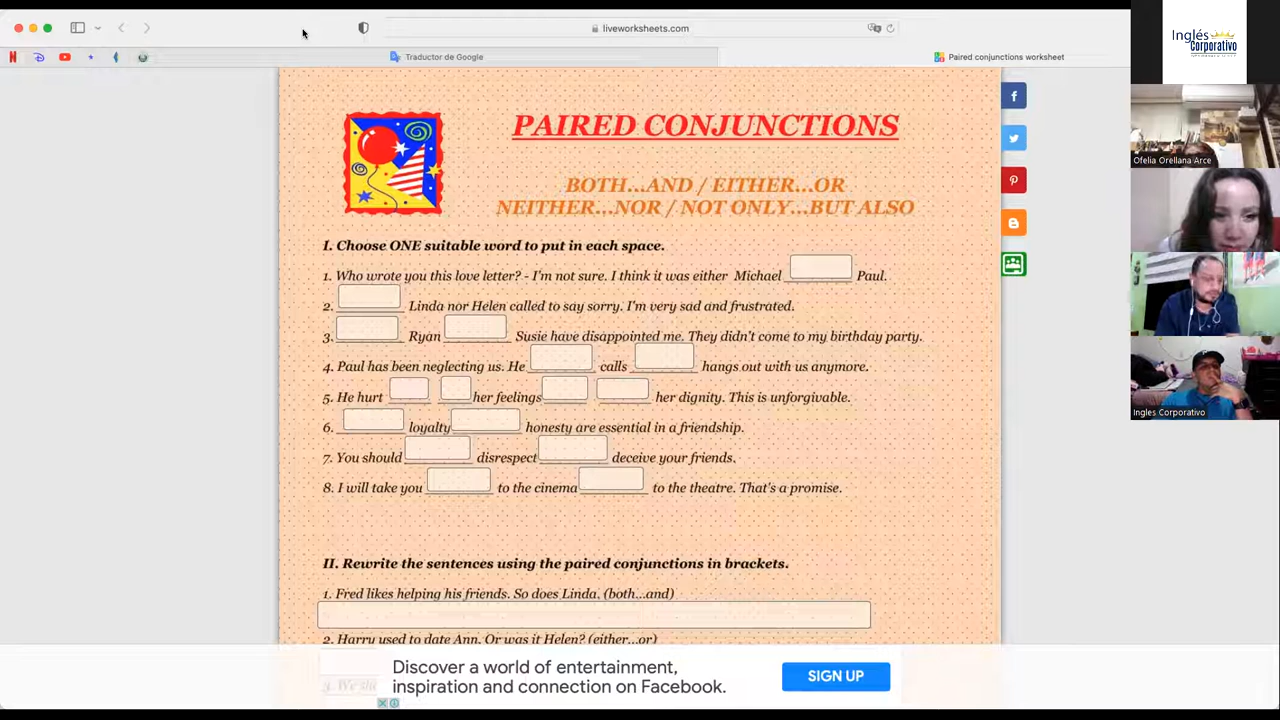 liveworksheets.com
Traductor de Google
Paired conjunctions worksheet
PAIRED CONJUNCTIONS
BOTH...AND / EITHER...OR
NEITHER...NOR / NOT ONLY...BUT ALSO
I. Choose ONE suitable word to put in each space.
1. Who wrote you this love letter? - I'm not sure. I think it was either Michael Paul.
2. Linda nor Helen called to say sorry. I'm very sad and frustrated.
3. Ryan Susie have disappointed me. They didn't come to my birthday party.
4. Paul has been neglecting us. He calls hangs out with us anymore.
5. He hurt her feelings her dignity. This is unforgivable.
6. loyalty honesty are essential in a friendship.
7. You should disrespect deceive your friends.
8. I will take you to the cinema to the theatre. That's a promise.
II. Rewrite the sentences using the paired conjunctions in brackets.
1. Fred likes helping his friends. So does Linda. (both...and)
2. Harry used to date Ann. Or was it Helen? (either...or)
Discover a world of entertainment,
inspiration and connection on Facebook.
SIGN UP
Inglés
Corporativo
Ofelia Orellana Arce
Ingles Corporativo